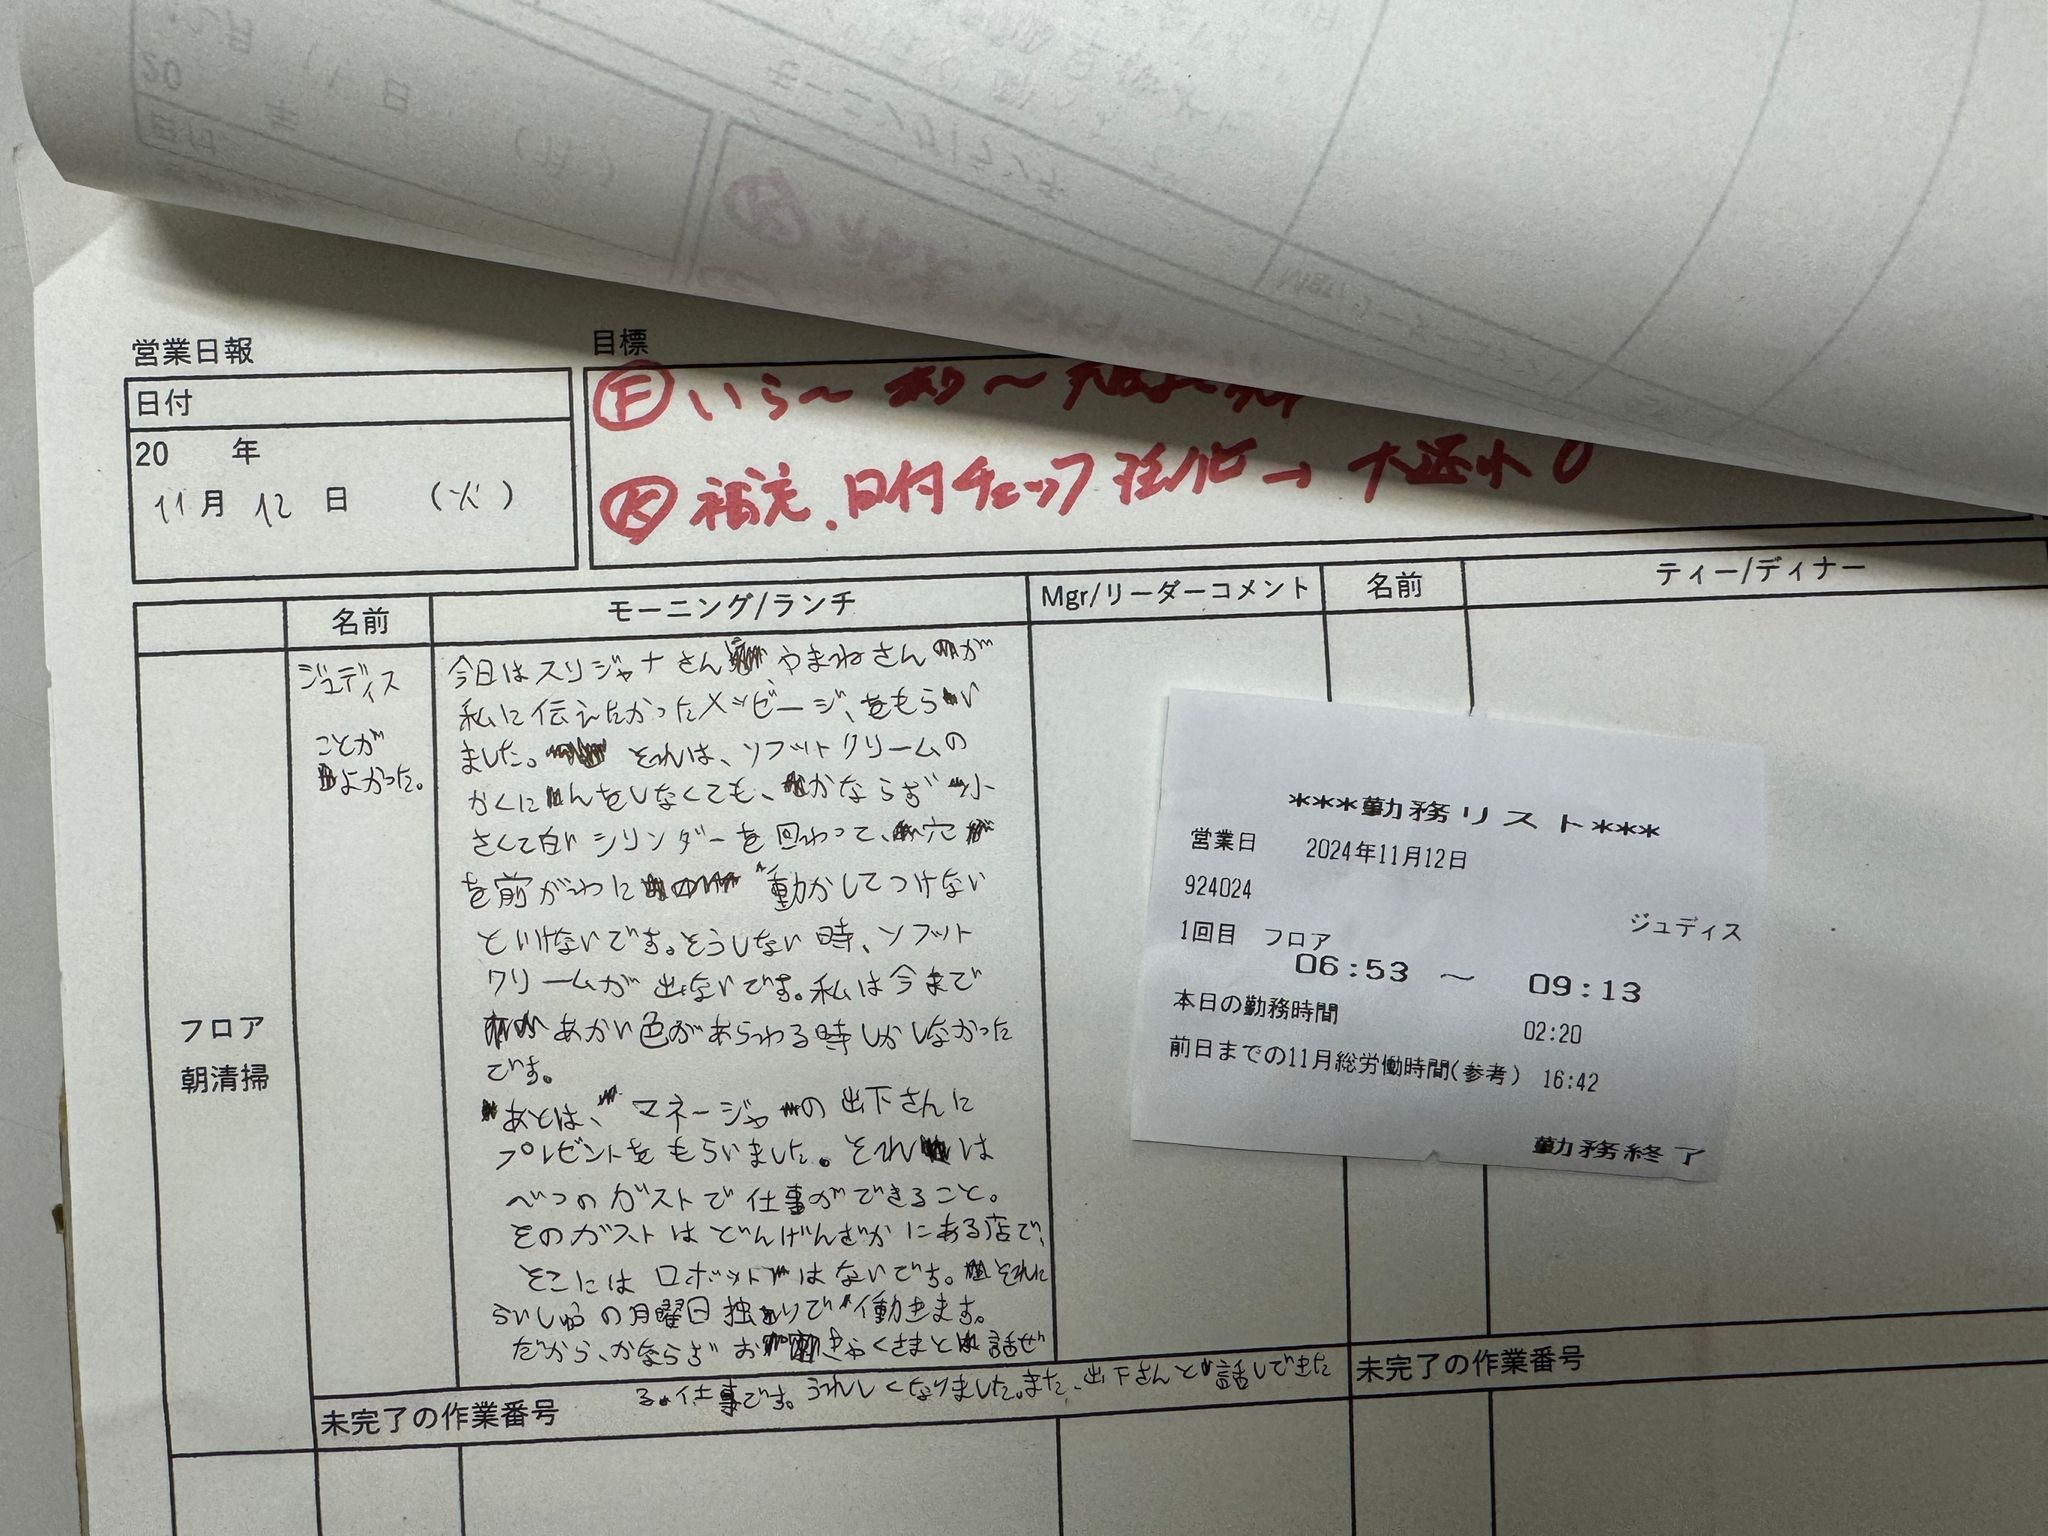 営業日報
日付
20 年
11月 12日 (火)
目標
Ⓕ いら〜 あり〜
Ⓚ 補充、日付チェック
名前
モーニング/ランチ
Mgr/リーダーコメント
名前
ティー/ディナー
フロア
朝清掃
ジュディス
今日はスリジャナさん やまねさんが
私に伝えたかったメッセージ、をもらい
ました。それは、ソフトクリームの
かくにんをしなくても、かならず小
さくて白いシリンダーを回わって、穴
を前がわに動かしてつけない
といけないです。そうしない時、ソフット
クリームが出ないです。私は今まで
あかい色があらわる時しかしなかった
です。
あとは、マネージャの出下さんに
プレゼントをもらいました。それは
べつのガストで仕事ができること。
そのガストはどんげんざかにある店で、
そこにはロボットはないです。それに
らいしゅうの月曜日独りで働きます。
だから、かならずおきゃくさまと話せ
る仕事です。うれしくなりました。また、出下さんと話しできた
ことが
よかった。
未完了の作業番号
未完了の作業番号
***勤務リスト***
営業日 2024年11月12日
924024
ジュディス
1回目 フロア
06:53 ～ 09:13
本日の勤務時間 02:20
前日までの11月総労働時間(参考) 16:42
勤務終了